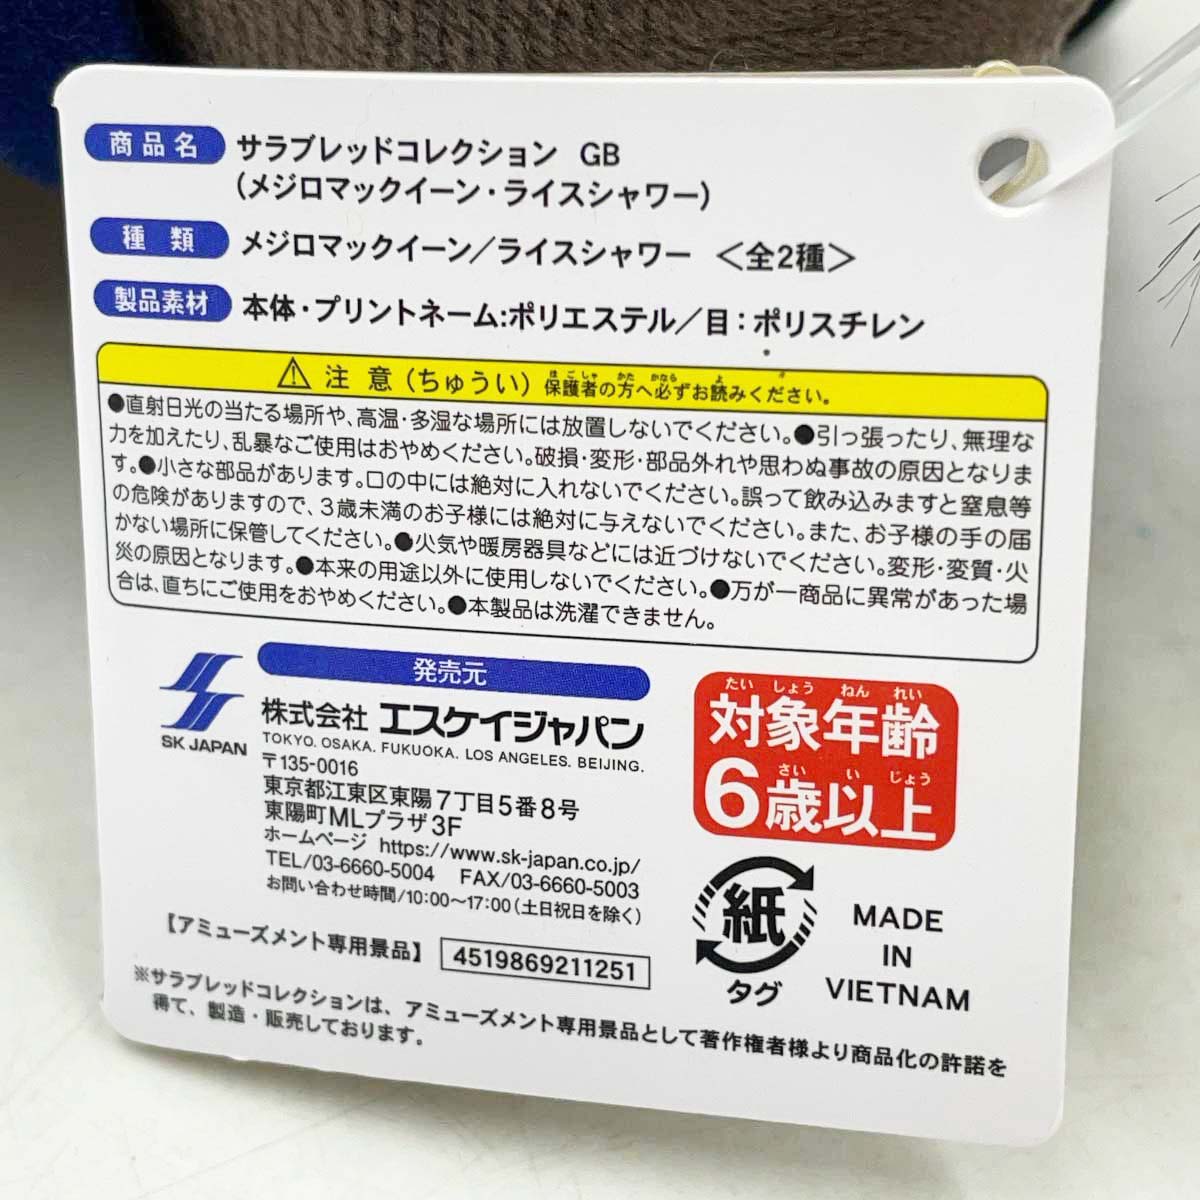 商品名 サラブレッドコレクション GB
(メジロマックイーン・ライスシャワー)
種類 メジロマックイーン/ライスシャワー <全2種>
製品素材 本体・プリントネーム:ポリエステル/目:ポリスチレン
⚠注意(ちゅうい)保護者の方へ必ずお読みください。
ほごしゃ かた かなら よ
●直射日光の当たる場所や、高温・多湿な場所には放置しないでください。●引っ張ったり、無理な
力を加えたり、乱暴なご使用はおやめください。破損・変形・部品外れや思わぬ事故の原因となりま
す。●小さな部品があります。口の中には絶対に入れないでください。誤って飲み込みますと窒息等
の危険がありますので、3歳未満のお子様には絶対に与えないでください。また、お子様の手の届
かない場所に保管してください。●火気や暖房器具などには近づけないでください。変形・変質・火
災の原因となります。●本来の用途以外に使用しないでください。●万が一商品に異常があった場
合は、直ちにご使用をおやめください。●本製品は洗濯できません。
発売元
SK JAPAN
株式会社 エスケイジャパン
TOKYO. OSAKA. FUKUOKA. LOS ANGELES. BEIJING.
〒135-0016
東京都江東区東陽7丁目5番8号
東陽町MLプラザ3F
ホームページ https://www.sk-japan.co.jp/
TEL/03-6660-5004 FAX/03-6660-5003
お問い合わせ時間/10:00〜17:00(土日祝日を除く)
たい しょう ねん れい
対象年齢
さい い じょう
6歳以上
紙
タグ
MADE
IN
VIETNAM
【アミューズメント専用景品】 4519869211251
※サラブレッドコレクションは、アミューズメント専用景品として著作権者様より商品化の許諾を
得て、製造・販売しております。